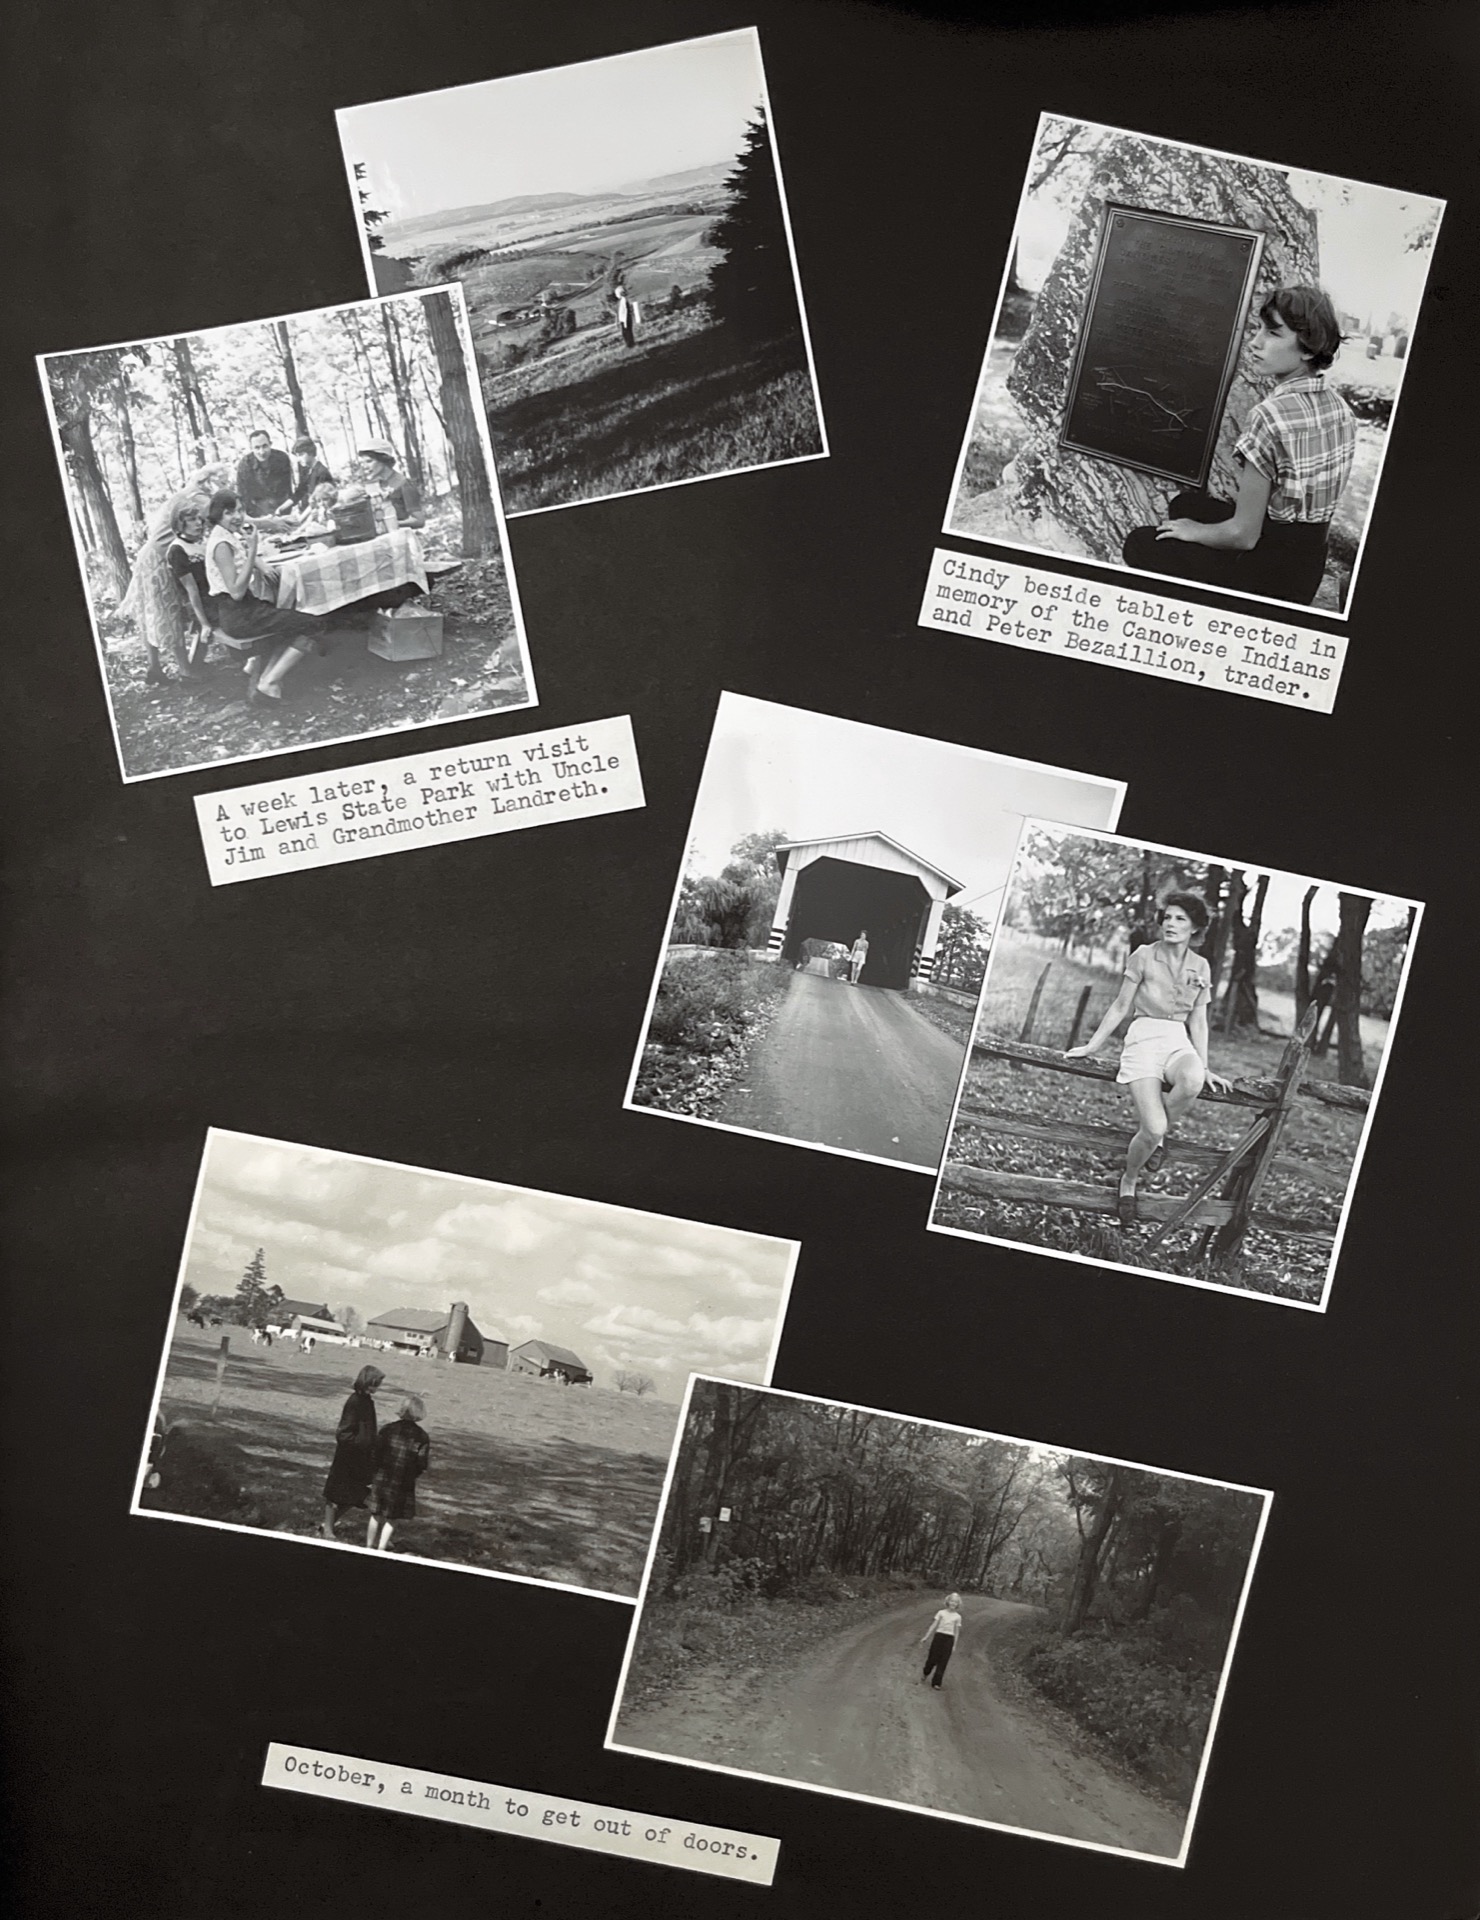 A week later, a return visit
to Lewis State Park with Uncle
Jim and Grandmother Landreth.
Cindy beside tablet erected in
memory of the Canowese Indians
and Peter Bezaillion, trader.
October, a month to get out of doors.